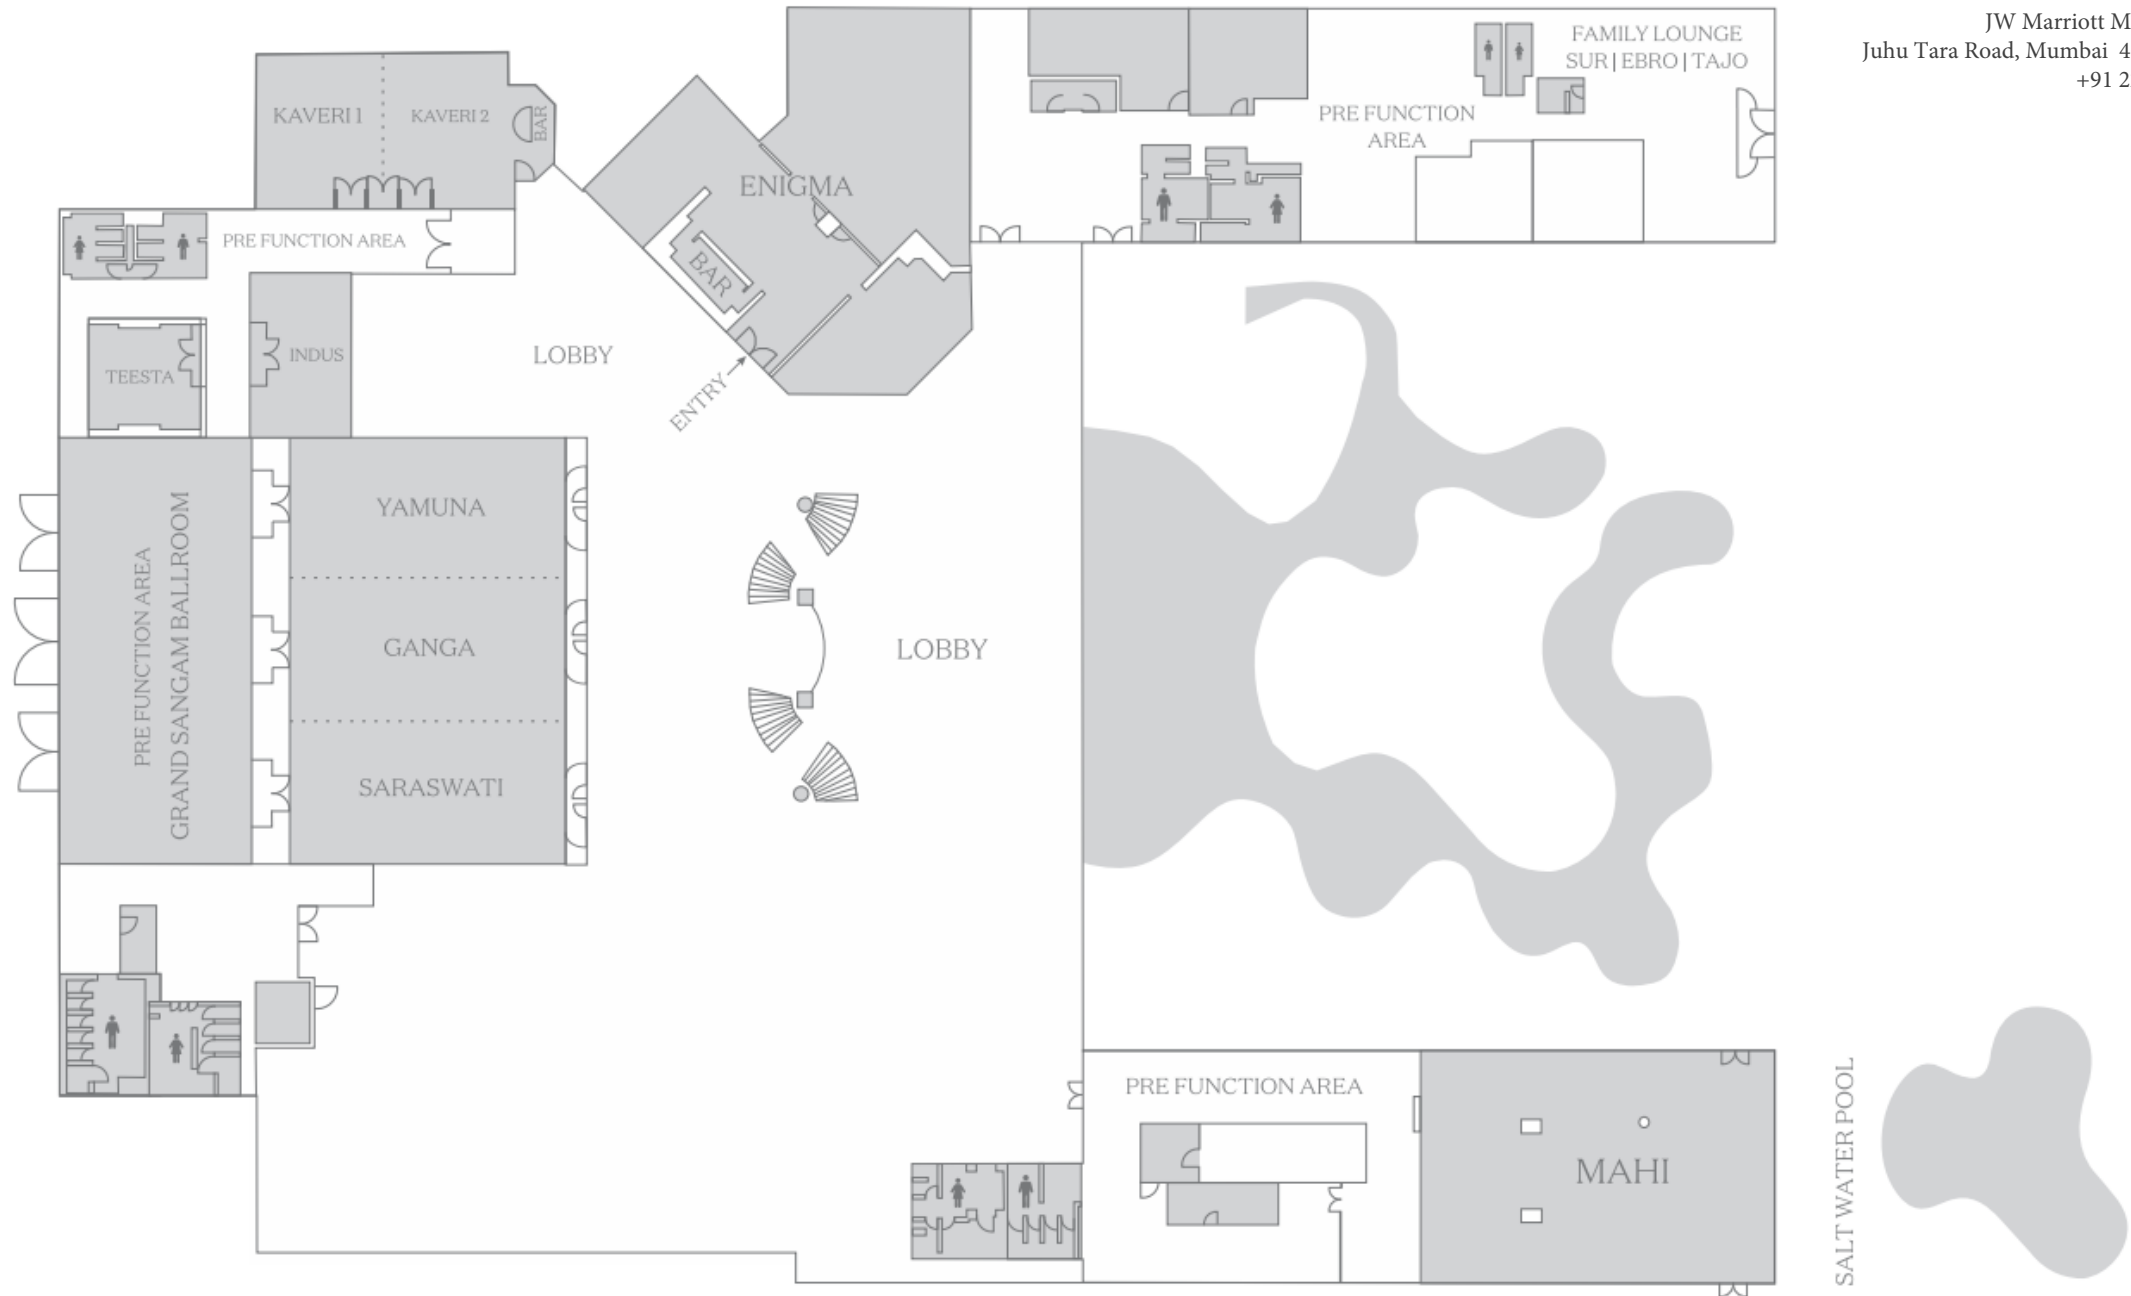 JW Marriott M
Juhu Tara Road, Mumbai 4
+91 2
FAMILY LOUNGE
SUR | EBRO | TAJO
PRE FUNCTION
AREA
KAVERI 1
KAVERI 2
BAR
ENIGMA
BAR
ENTRY
PRE FUNCTION AREA
TEESTA
INDUS
LOBBY
PRE FUNCTION AREA
GRAND SANGAM BALLROOM
YAMUNA
GANGA
SARASWATI
LOBBY
PRE FUNCTION AREA
MAHI
SALT WATER POOL